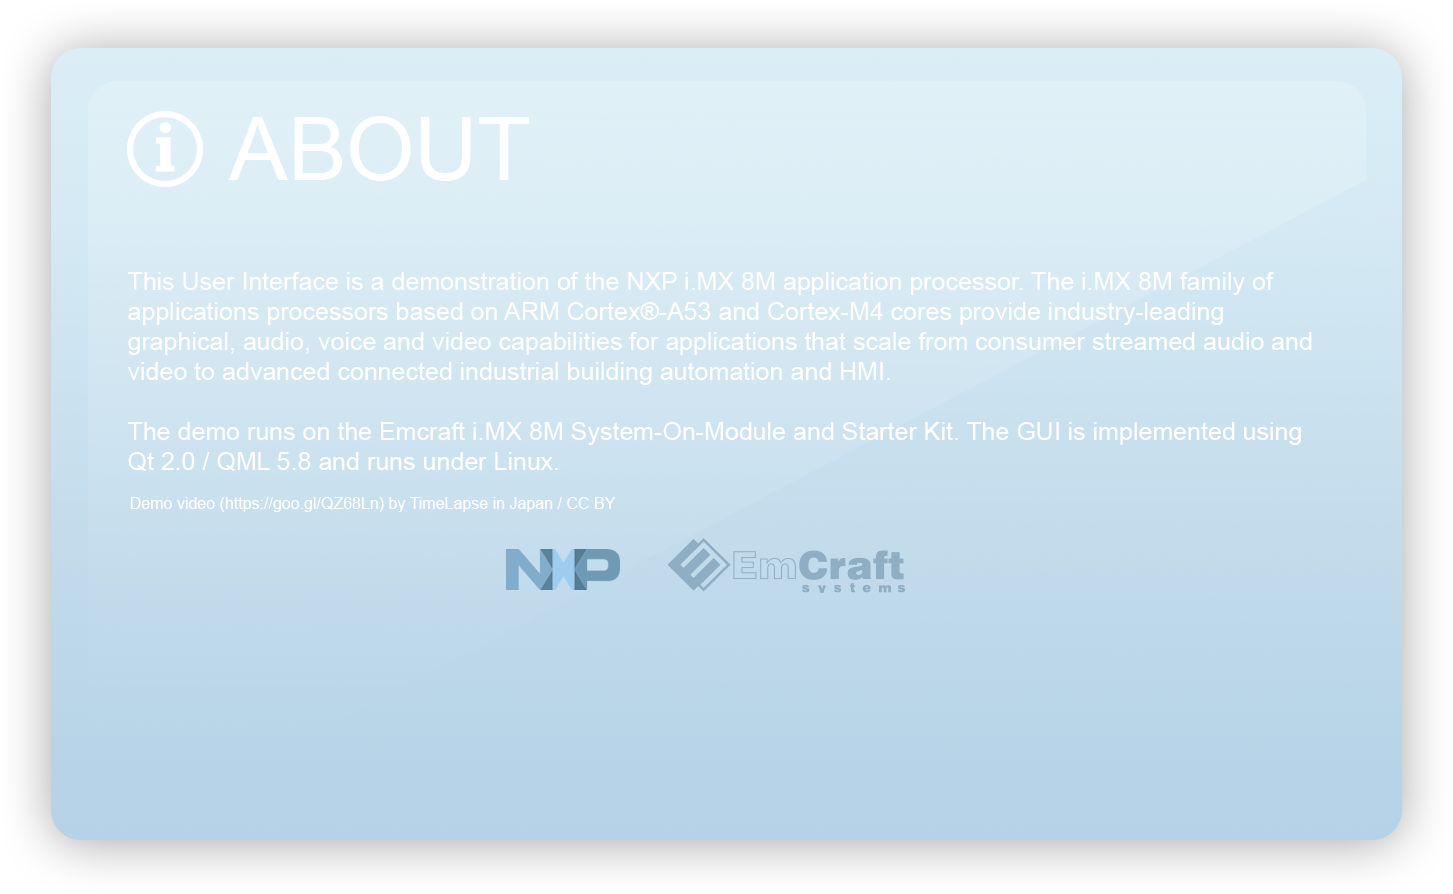 ABOUT
This User Interface is a demonstration of the NXP i.MX 8M application processor. The i.MX 8M family of
applications processors based on ARM Cortex®-A53 and Cortex-M4 cores provide industry-leading
graphical, audio, voice and video capabilities for applications that scale from consumer streamed audio and
video to advanced connected industrial building automation and HMI.
The demo runs on the Emcraft i.MX 8M System-On-Module and Starter Kit. The GUI is implemented using
Qt 2.0 / QML 5.8 and runs under Linux.
Demo video (https://goo.gl/QZ68Ln) by TimeLapse in Japan / CC BY
NXP
EmCraft
systems